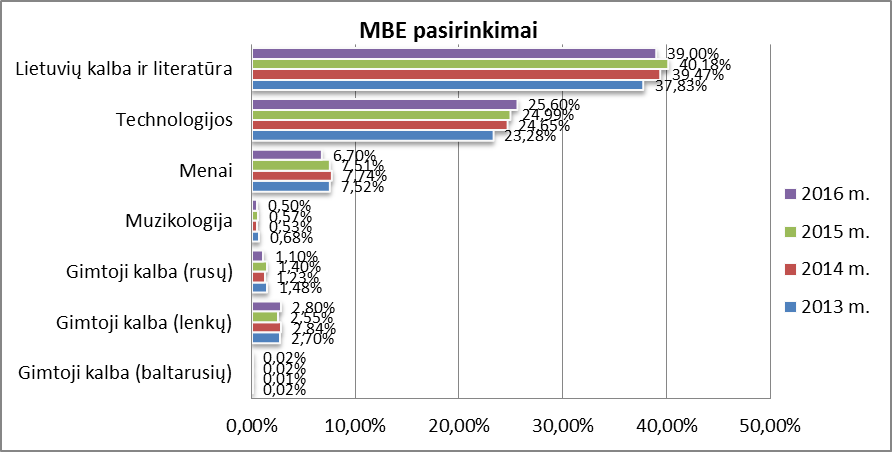 MBE pasirinkimai
Lietuvių kalba ir literatūra
39,00%
40,18%
39,47%
37,83%
Technologijos
25,60%
24,99%
24,65%
23,28%
Menai
6,70%
7,51%
7,74%
7,52%
Muzikologija
0,50%
0,57%
0,53%
0,68%
Gimtoji kalba (rusų)
1,10%
1,40%
1,23%
1,48%
Gimtoji kalba (lenkų)
2,80%
2,55%
2,84%
2,70%
Gimtoji kalba (baltarusių)
0,02%
0,02%
0,01%
0,02%
0,00% 10,00% 20,00% 30,00% 40,00% 50,00%
2016 m.
2015 m.
2014 m.
2013 m.